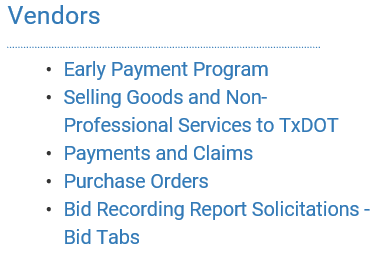 Vendors
• Early Payment Program
• Selling Goods and Non-
Professional Services to TxDOT
• Payments and Claims
• Purchase Orders
• Bid Recording Report Solicitations -
Bid Tabs